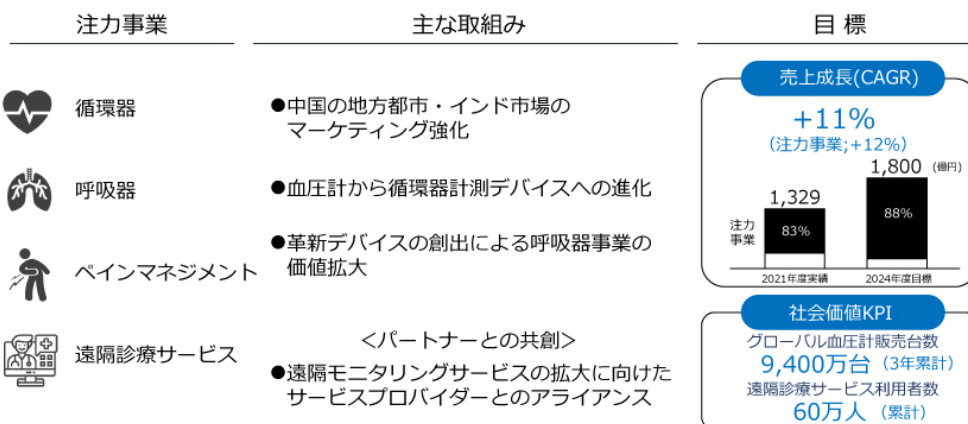 注力事業
主な取組み
目 標
循環器
呼吸器
ペインマネジメント
遠隔診療サービス
●中国の地方都市・インド市場の
マーケティング強化
●血圧計から循環器計測デバイスへの進化
●革新デバイスの創出による呼吸器事業の
価値拡大
<パートナーとの共創>
●遠隔モニタリングサービスの拡大に向けた
サービスプロバイダーとのアライアンス
売上成長(CAGR)
+11%
(注力事業;+12%)
1,800 (億円)
1,329
88%
83%
注力
事業
2021年度実績 2024年度目標
社会価値KPI
グローバル血圧計販売台数
9,400万台 (3年累計)
遠隔診療サービス利用者数
60万人 (累計)